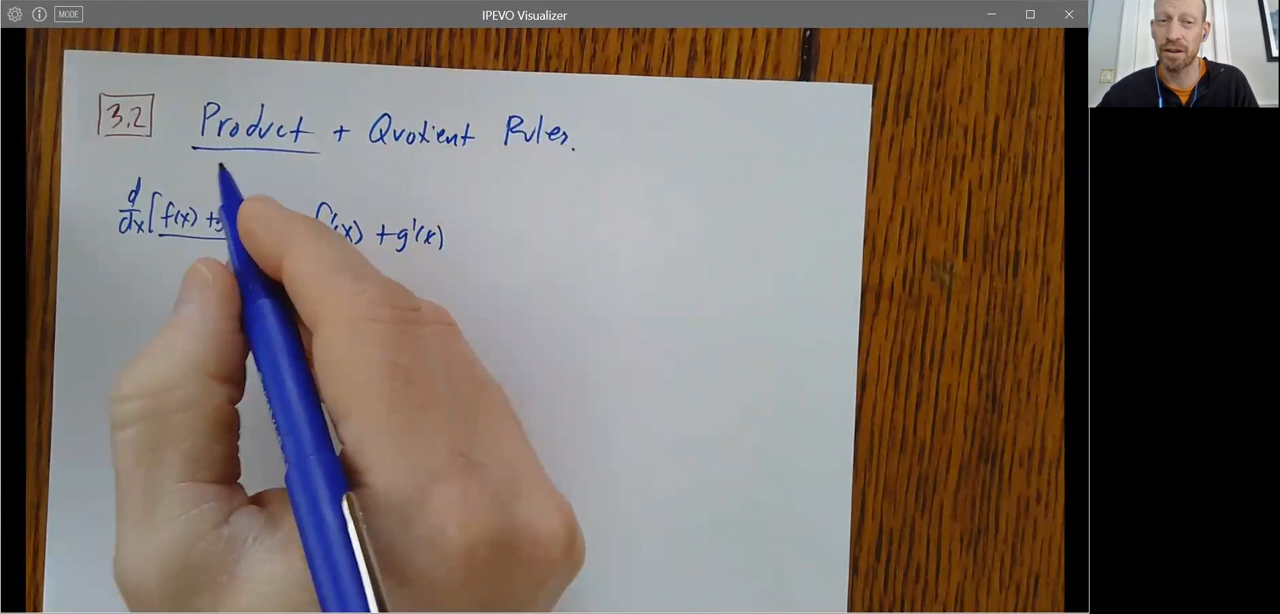 IPEVO Visualizer
MODE
3.2 Product + Quotient Rules.
d/dx [f(x) + f'(x) + g'(x)